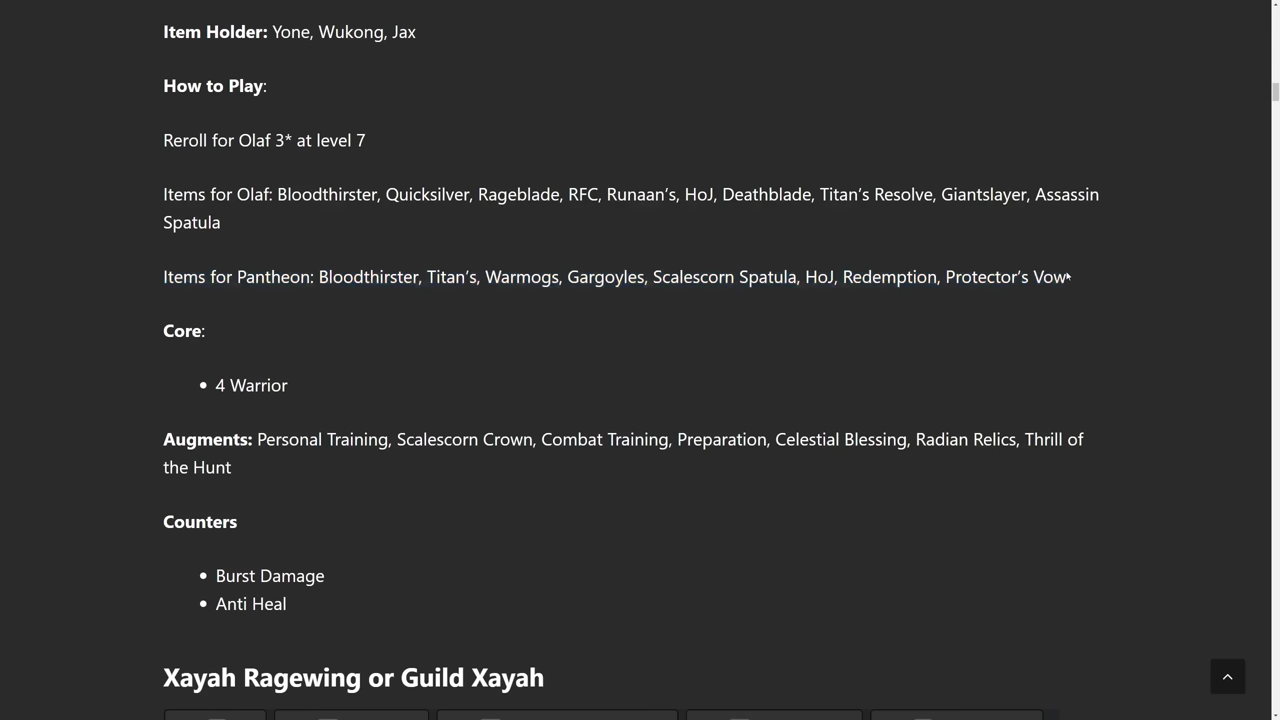 Item Holder: Yone, Wukong, Jax
How to Play:
Reroll for Olaf 3* at level 7
Items for Olaf: Bloodthirster, Quicksilver, Rageblade, RFC, Runaan’s, HoJ, Deathblade, Titan’s Resolve, Giantslayer, Assassin
Spatula
Items for Pantheon: Bloodthirster, Titan’s, Warmogs, Gargoyles, Scalescorn Spatula, HoJ, Redemption, Protector’s Vow
Core:
• 4 Warrior
Augments: Personal Training, Scalescorn Crown, Combat Training, Preparation, Celestial Blessing, Radian Relics, Thrill of
the Hunt
Counters
• Burst Damage
• Anti Heal
Xayah Ragewing or Guild Xayah